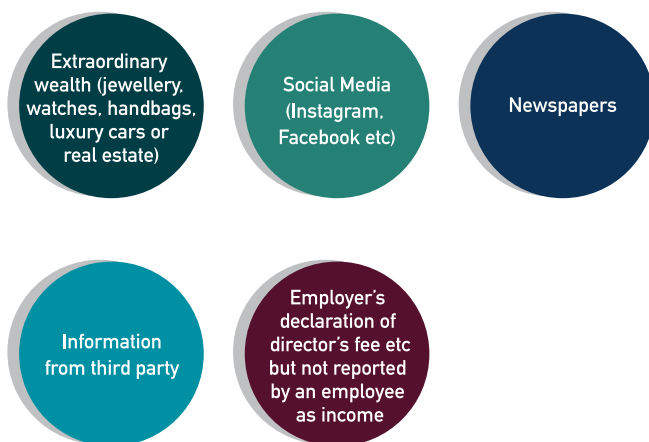 Extraordinary
wealth (jewellery,
watches, handbags,
luxury cars or
real estate)
Social Media
(Instagram,
Facebook etc)
Newspapers
Information
from third party
Employer's
declaration of
director's fee etc
but not reported
by an employee
as income